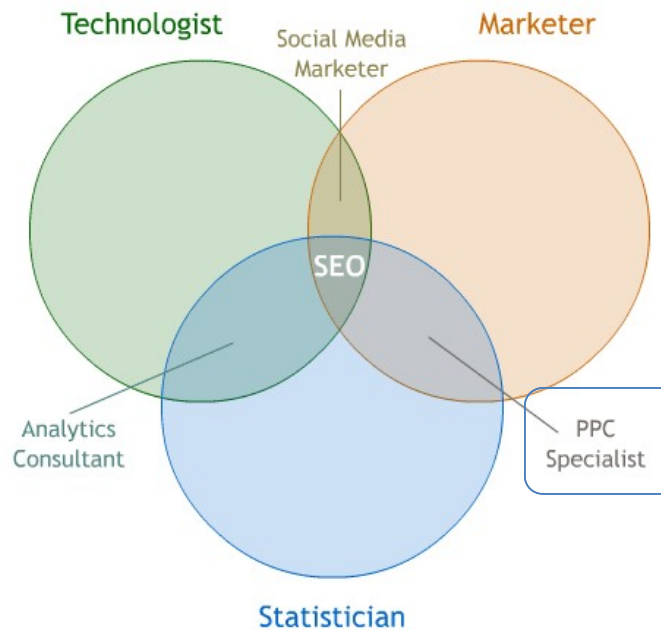 Technologist
Social Media
Marketer
Marketer
SEO
Analytics
Consultant
PPC
Specialist
Statistician